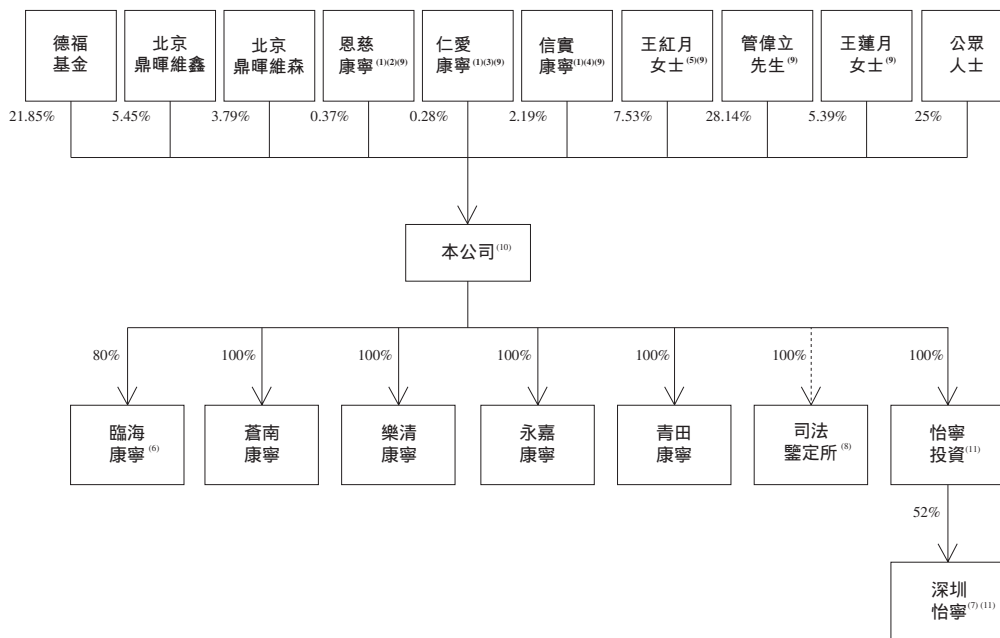 德福
基金
北京
鼎暉維鑫
北京
鼎暉維森
恩慈
康寧(1)(2)(9)
仁愛
康寧(1)(3)(9)
信實
康寧(1)(4)(9)
王紅月
女士(5)(9)
管偉立
先生(9)
王蓮月
女士(9)
公眾
人士
21.85%
5.45%
3.79%
0.37%
0.28%
2.19%
7.53%
28.14%
5.39%
25%
本公司(10)
80%
100%
100%
100%
100%
100%
100%
臨海
康寧(6)
蒼南
康寧
樂清
康寧
永嘉
康寧
青田
康寧
司法
鑒定所(8)
怡寧
投資(11)
52%
深圳
怡寧(7)(11)